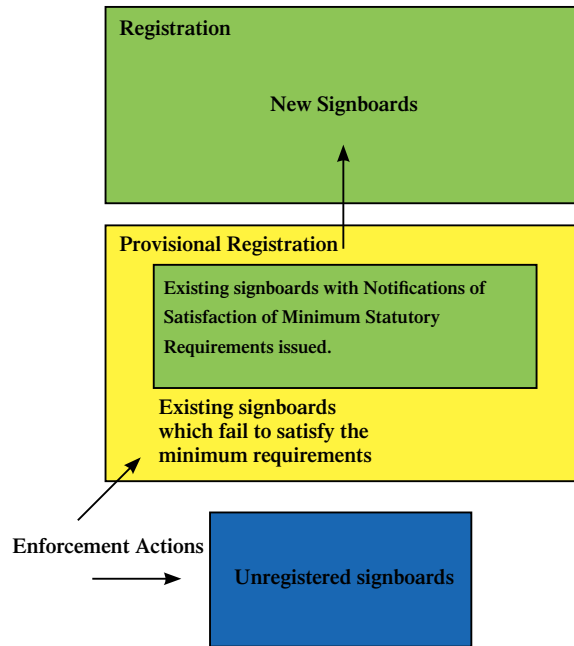 Registration
New Signboards
Provisional Registration
Existing signboards with Notifications of
Satisfaction of Minimum Statutory
Requirements issued.
Existing signboards
which fail to satisfy the
minimum requirements
Enforcement Actions
Unregistered signboards